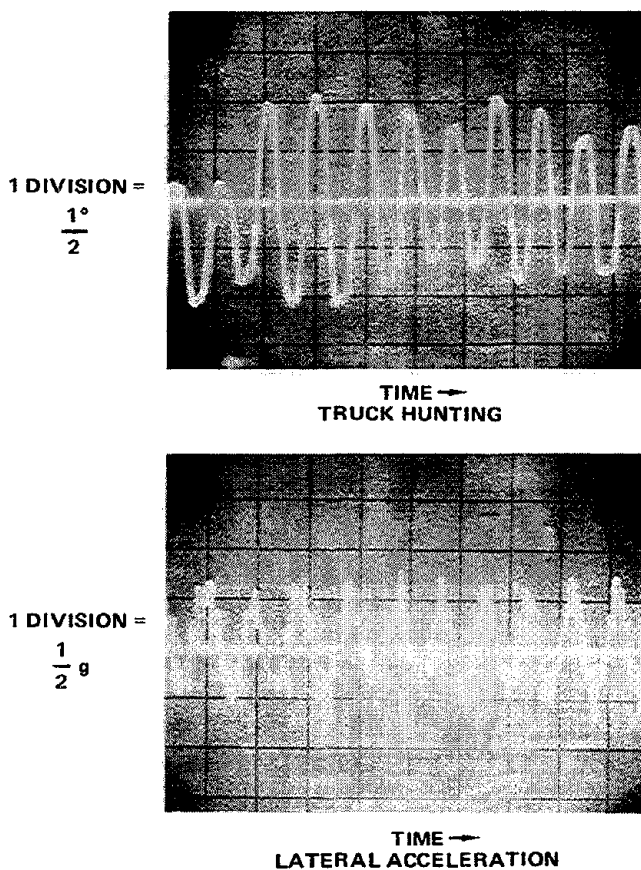 1 DIVISION =
1°
2
TIME →
TRUCK HUNTING
1 DIVISION =
1
2 g
TIME →
LATERAL ACCELERATION